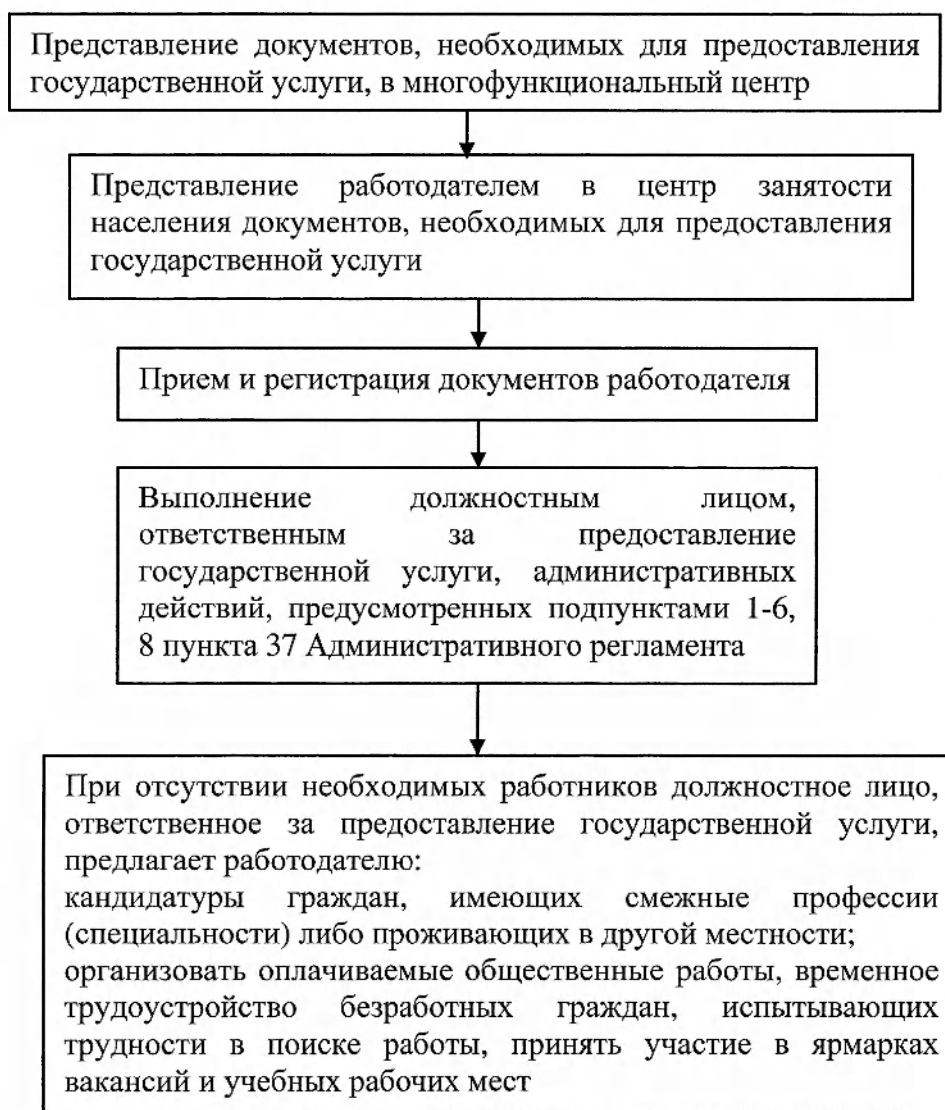 Представление документов, необходимых для предоставления
государственной услуги, в многофункциональный центр
Представление работодателем в центр занятости
населения документов, необходимых для предоставления
государственной услуги
Прием и регистрация документов работодателя
Выполнение должностным лицом,
ответственным за предоставление
государственной услуги, административных
действий, предусмотренных подпунктами 1-6,
8 пункта 37 Административного регламента
При отсутствии необходимых работников должностное лицо,
ответственное за предоставление государственной услуги,
предлагает работодателю:
кандидатуры граждан, имеющих смежные профессии
(специальности) либо проживающих в другой местности;
организовать оплачиваемые общественные работы, временное
трудоустройство безработных граждан, испытывающих
трудности в поиске работы, принять участие в ярмарках
вакансий и учебных рабочих мест